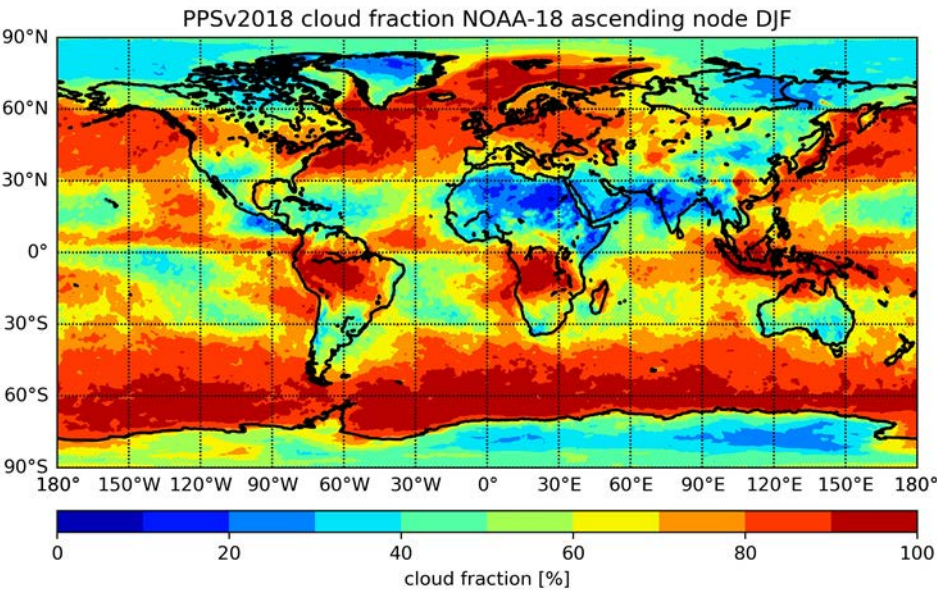 PPSv2018 cloud fraction NOAA-18 ascending node DJF
90°N
60°N
30°N
0°
30°S
60°S
90°S
180° 150°W 120°W 90°W 60°W 30°W 0° 30°E 60°E 90°E 120°E 150°E 180°
0 20 40 60 80 100
cloud fraction [%]